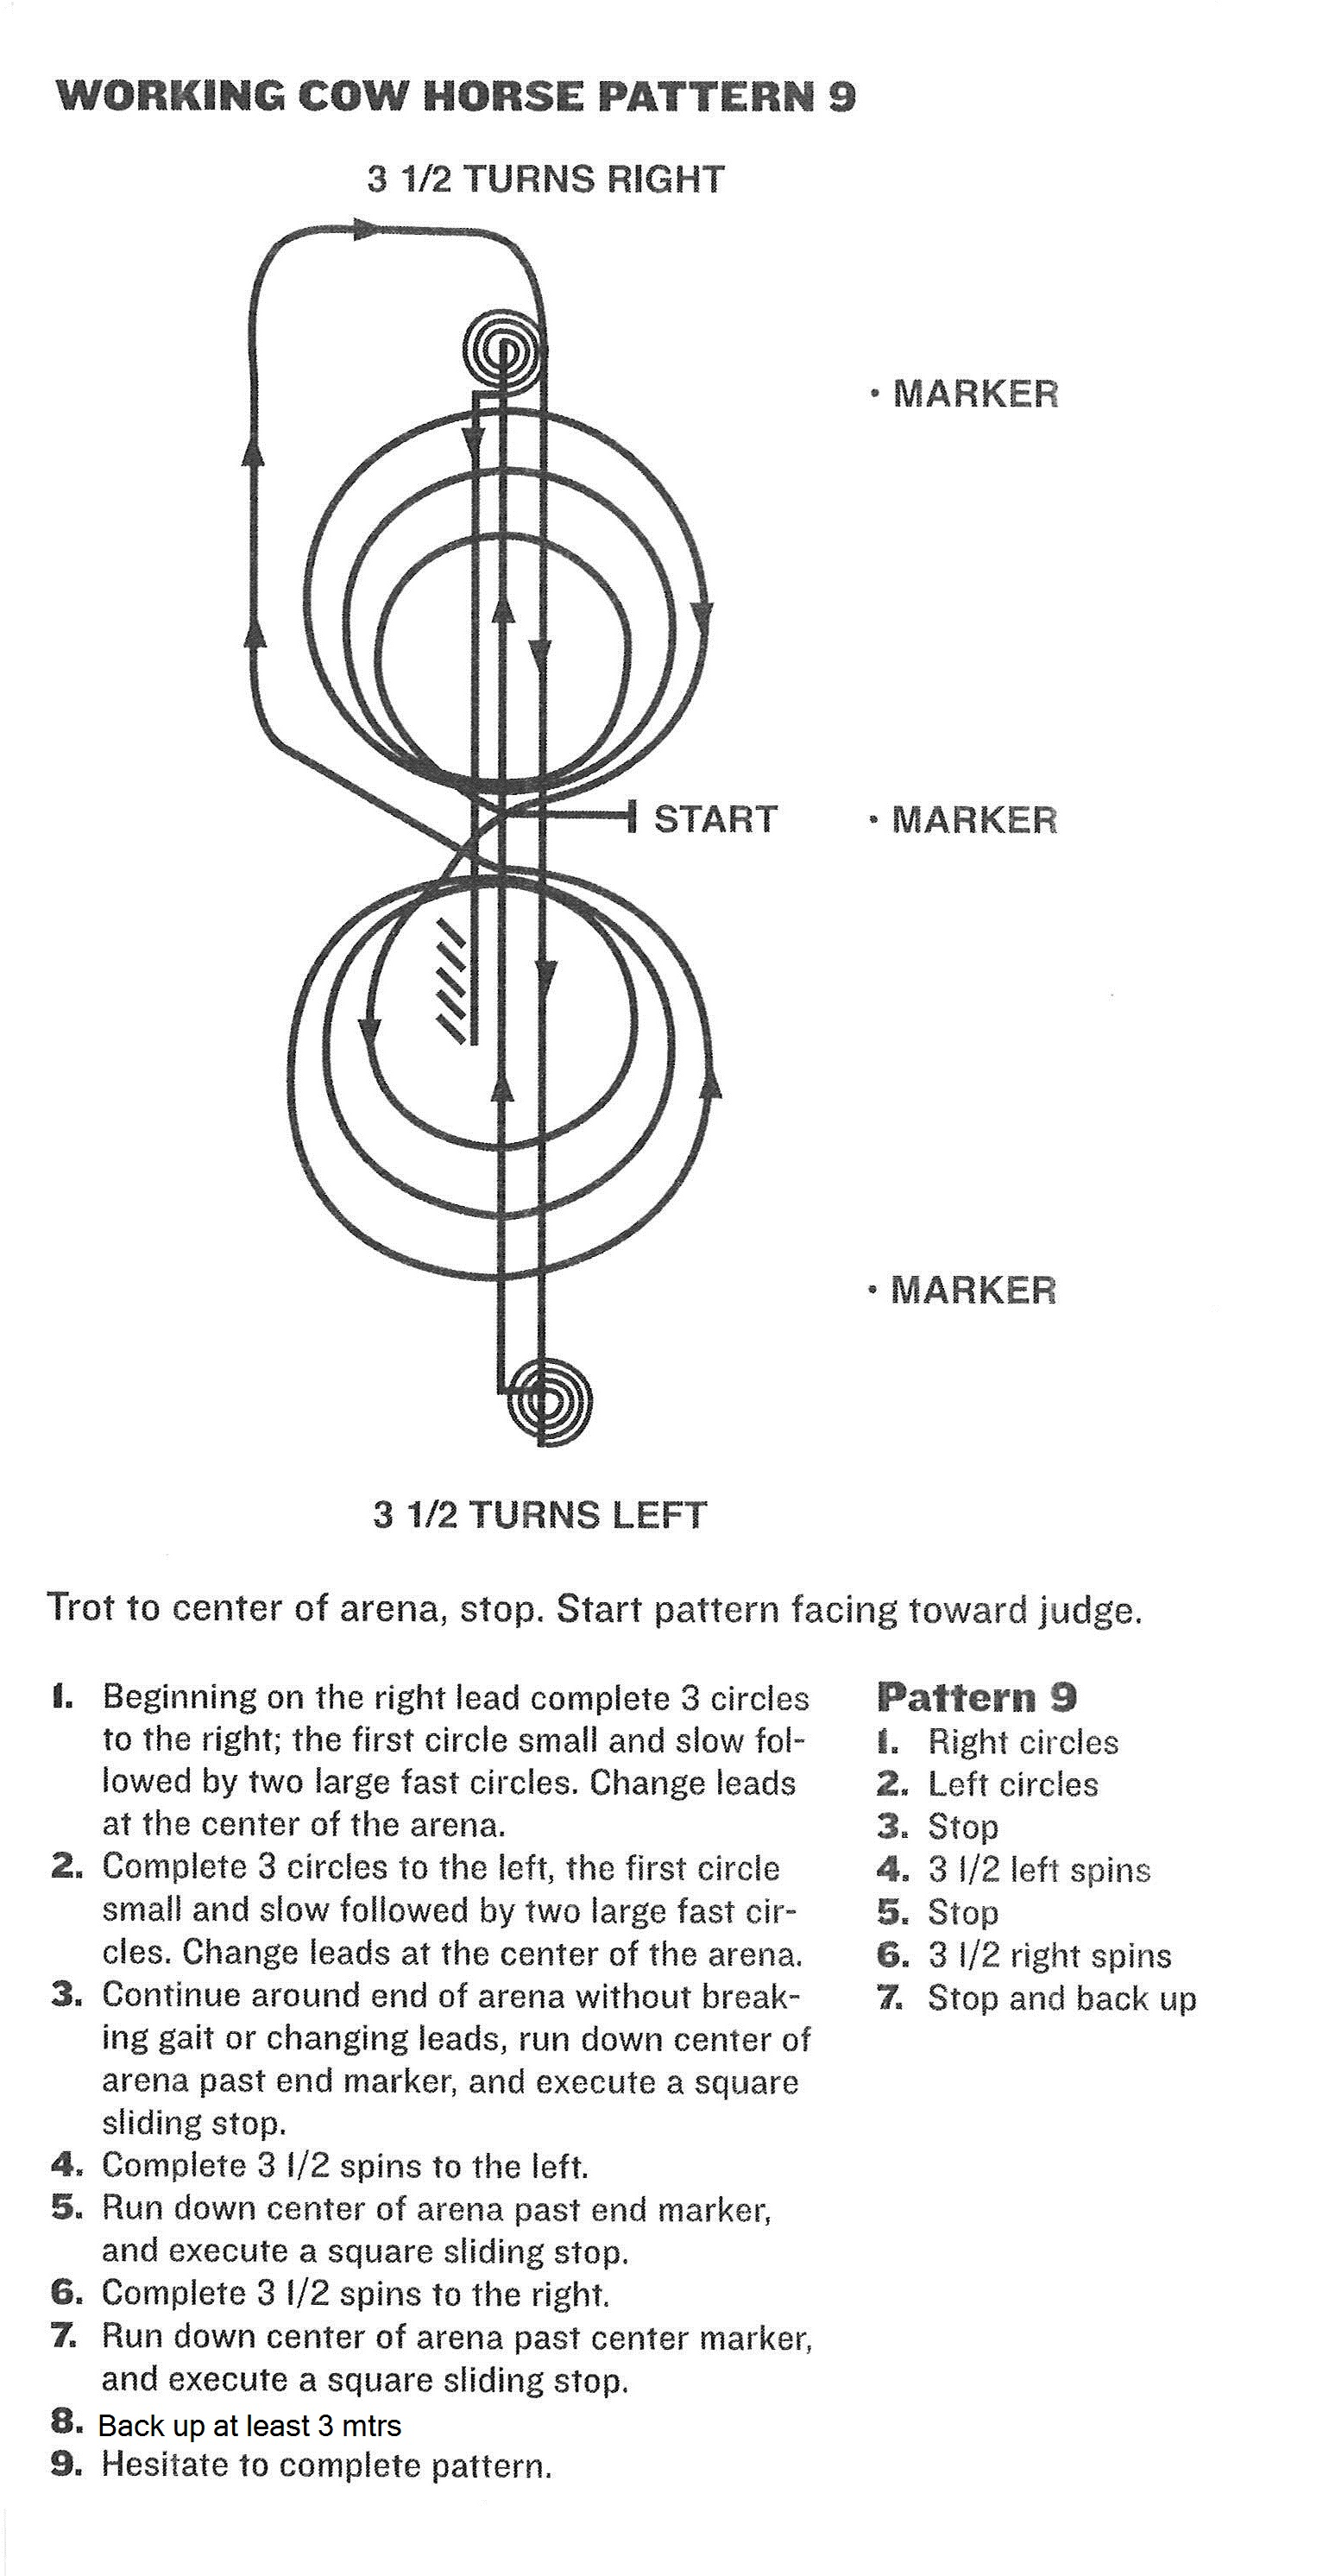 WORKING COW HORSE PATTERN 9
3 1/2 TURNS RIGHT
• MARKER
START
• MARKER
• MARKER
3 1/2 TURNS LEFT
Trot to center of arena, stop. Start pattern facing toward judge.
1. Beginning on the right lead complete 3 circles
to the right; the first circle small and slow fol-
lowed by two large fast circles. Change leads
at the center of the arena.
2. Complete 3 circles to the left, the first circle
small and slow followed by two large fast cir-
cles. Change leads at the center of the arena.
3. Continue around end of arena without break-
ing gait or changing leads, run down center of
arena past end marker, and execute a square
sliding stop.
4. Complete 3 1/2 spins to the left.
5. Run down center of arena past end marker,
and execute a square sliding stop.
6. Complete 3 1/2 spins to the right.
7. Run down center of arena past center marker,
and execute a square sliding stop.
8. Back up at least 3 mtrs
9. Hesitate to complete pattern.
Pattern 9
1. Right circles
2. Left circles
3. Stop
4. 3 1/2 left spins
5. Stop
6. 3 1/2 right spins
7. Stop and back up